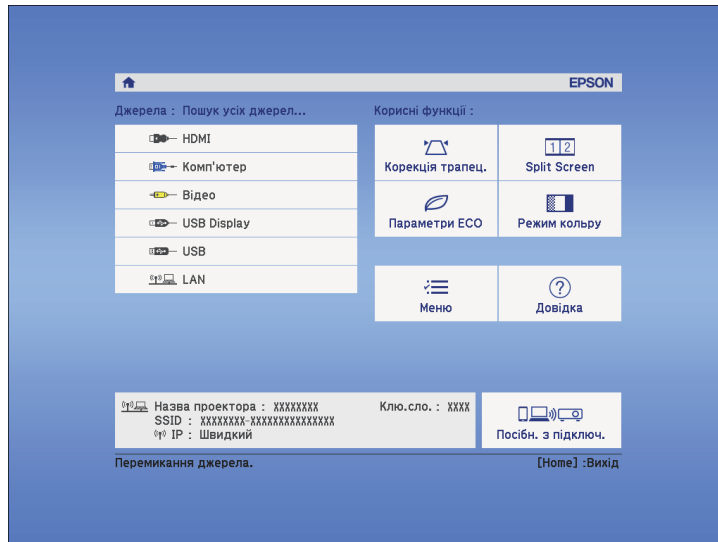 EPSON
Джерела : Пошук усіх джерел...
HDMI
Комп'ютер
Відео
USB Display
USB
LAN
Корисні функції :
Корекція трапец.
1 2
Split Screen
Параметри ECO
Режим кольру
Меню
?
Довідка
Назва проектора : XXXXXXXX
Клю.сло. : XXXX
SSID : XXXXXXXX-XXXXXXXXXXXXXXX
IP : Швидкий
Посібн. з підключ.
Перемикання джерела.
[Home] :Вихід